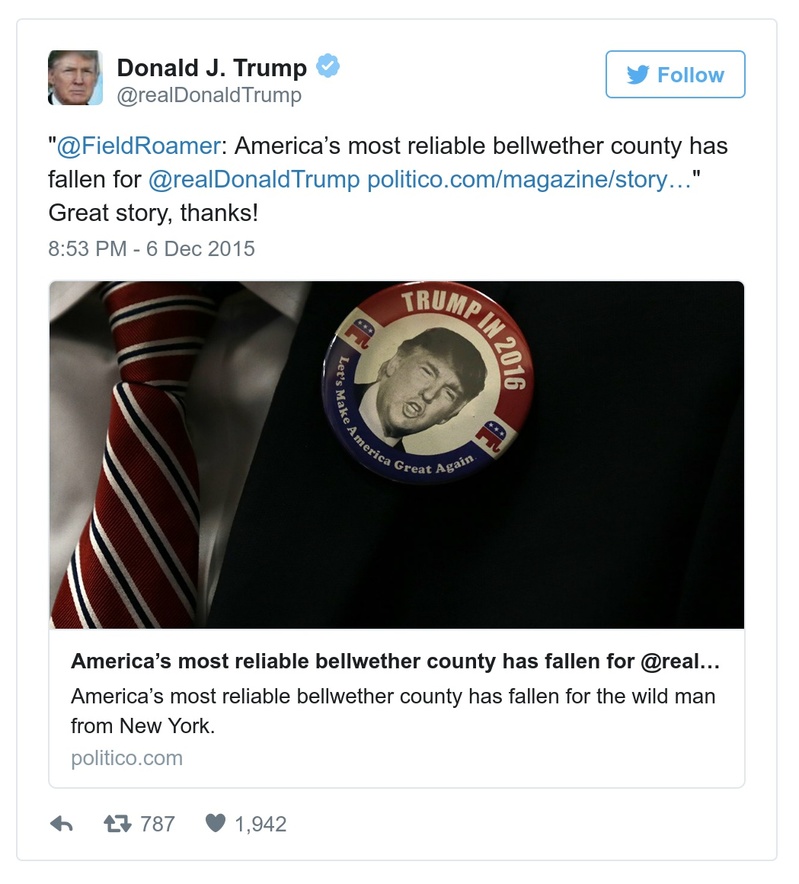 Donald J. Trump
@realDonaldTrump
Follow
"@FieldRoamer: America’s most reliable bellwether county has
fallen for @realDonaldTrump politico.com/magazine/story…"
Great story, thanks!
8:53 PM - 6 Dec 2015
TRUMP IN 2016
Let's Make America Great Again
America’s most reliable bellwether county has fallen for @real…
America’s most reliable bellwether county has fallen for the wild man
from New York.
politico.com
787 1,942